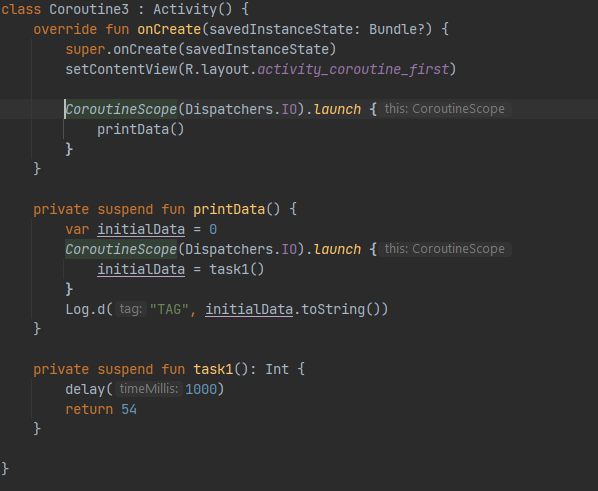 class Coroutine3 : Activity() {
override fun onCreate(savedInstanceState: Bundle?) {
super.onCreate(savedInstanceState)
setContentView(R.layout.activity_coroutine_first)
CoroutineScope(Dispatchers.IO).launch { this: CoroutineScope
printData()
}
}
private suspend fun printData() {
var initialData = 0
CoroutineScope(Dispatchers.IO).launch { this: CoroutineScope
initialData = task1()
}
Log.d( tag: "TAG", initialData.toString())
}
private suspend fun task1(): Int {
delay( timeMillis: 1000)
return 54
}
}